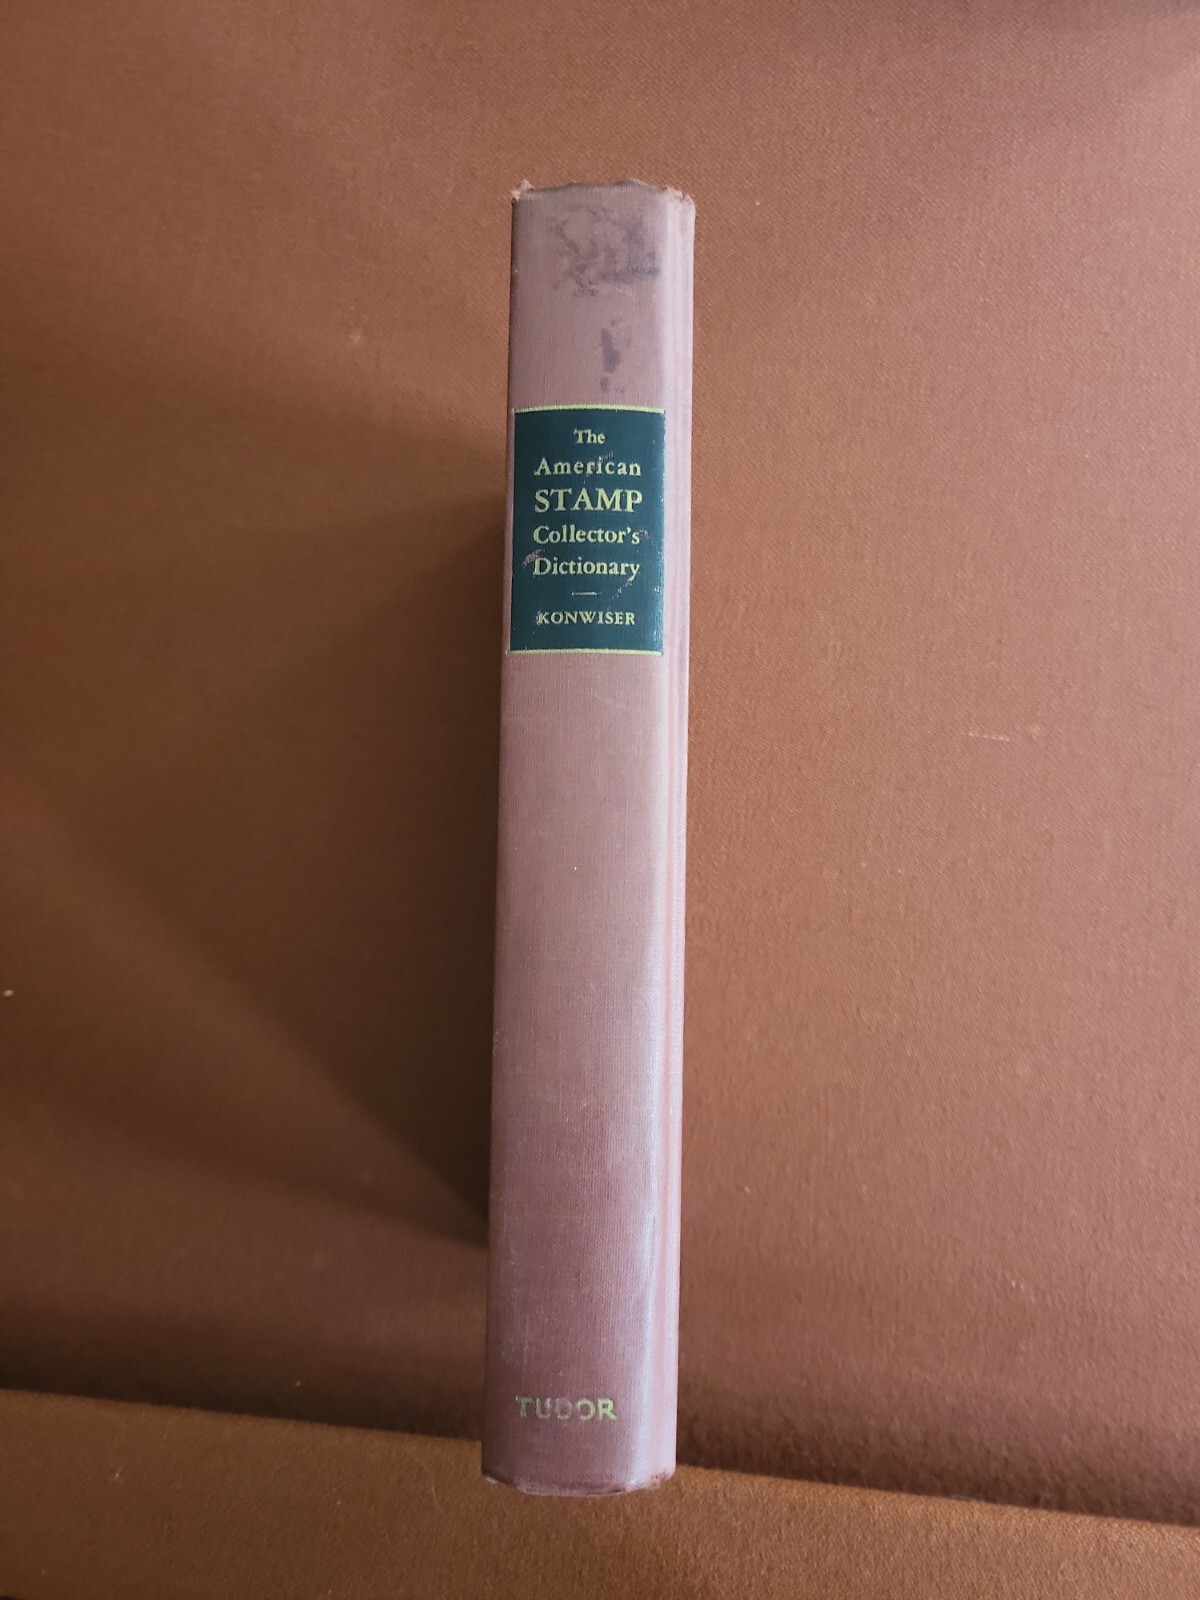 The
American
STAMP
Collector's
Dictionary
KONWISER
TUDOR